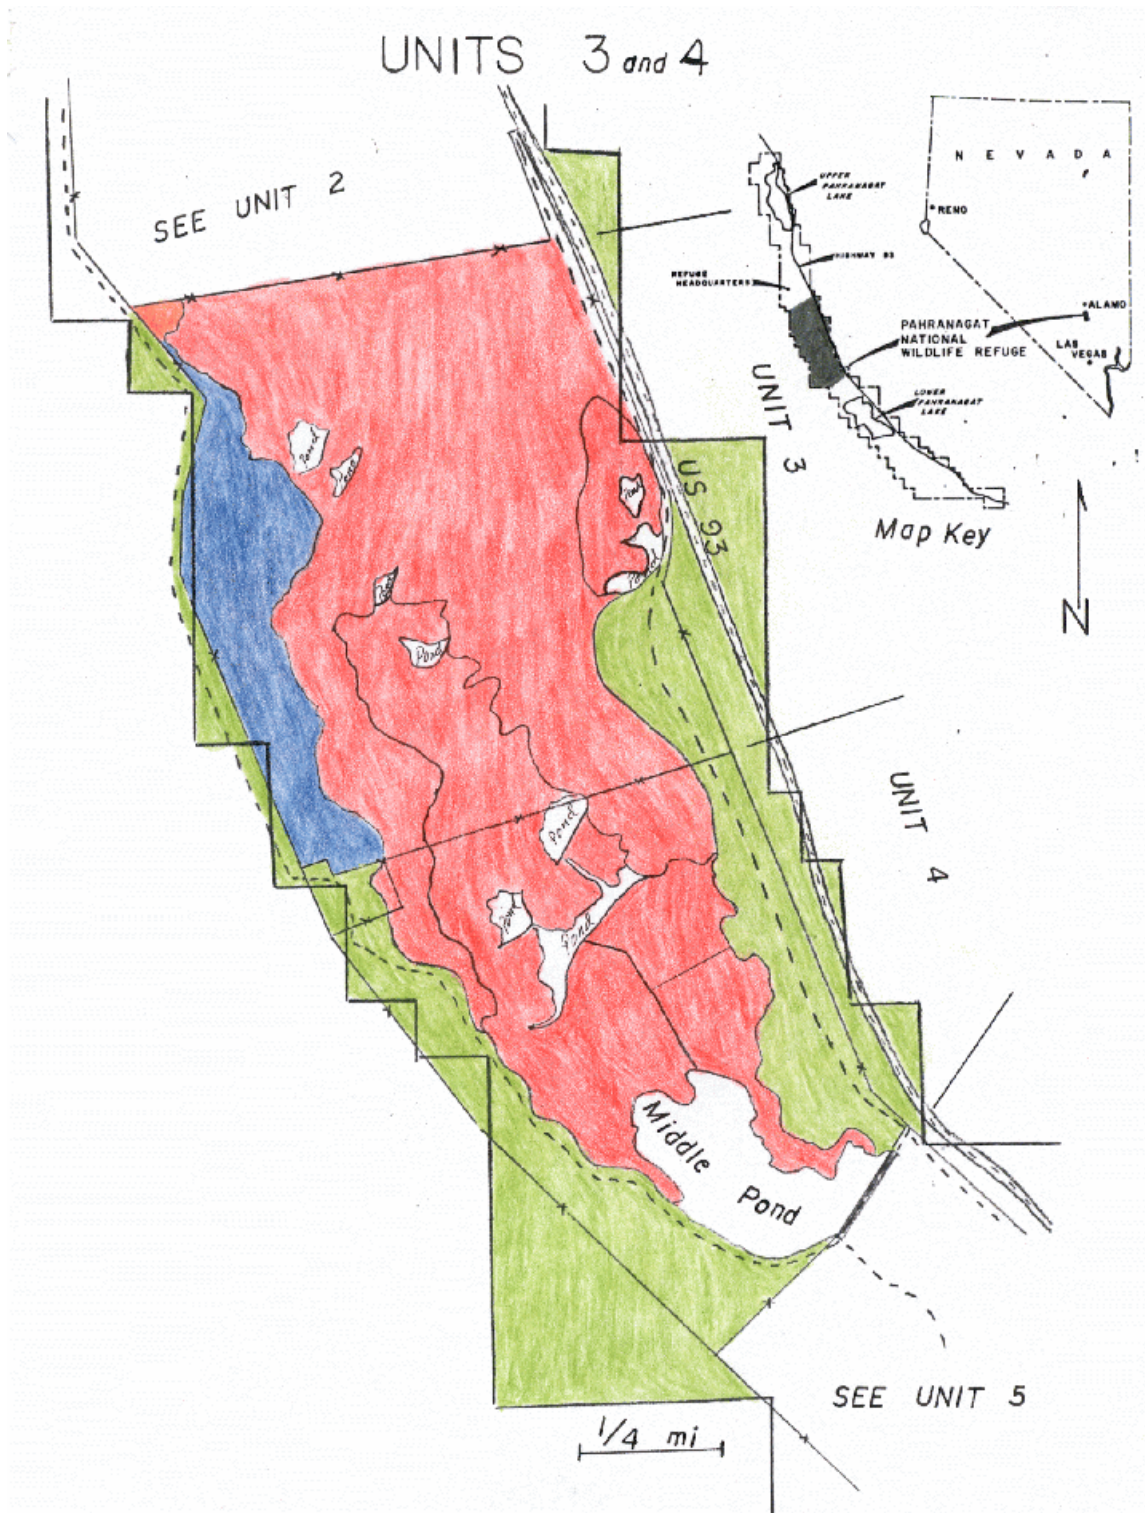 UNITS 3 and 4
SEE UNIT 2
NEVADA
UPPER
PAHRANAGAT
LAKE
RENO
HIGHWAY 93
REFUGE
HEADQUARTERS
ALAMO
PAHRANAGAT
NATIONAL
WILDLIFE REFUGE
LAS
VEGAS
UNIT 3
LOWER
PAHRANAGAT
LAKE
Pond
Pond
US 93
Pond
Pond
Map Key
N
Pond
Pond
UNIT 4
Pond
Pond
Pond
Middle
Pond
SEE UNIT 5
1/4 mi